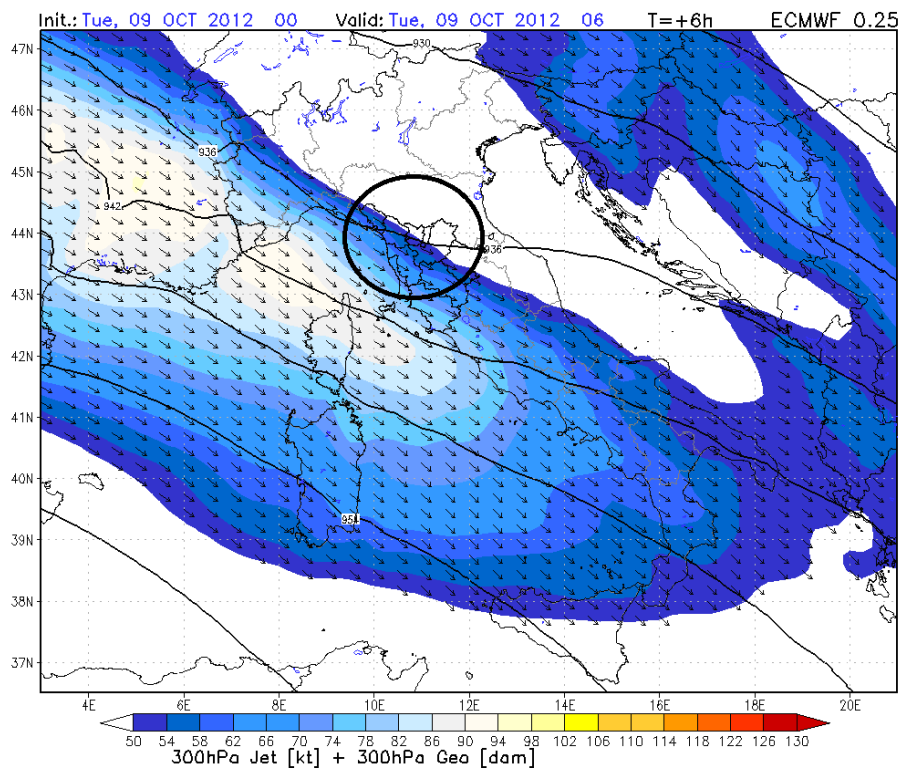 Init.: Tue, 09 OCT 2012 00 Valid: Tue, 09 OCT 2012 06 T=+6h ECMWF 0.25
47N
930
46N
936
45N
942
44N
936
43N
42N
41N
40N
954
39N
38N
37N
4E 6E 8E 10E 12E 14E 16E 18E 20E
50 54 58 62 66 70 74 78 82 86 90 94 98 102 106 110 114 118 122 126 130
300hPa Jet [kt] + 300hPa Geo [dam]